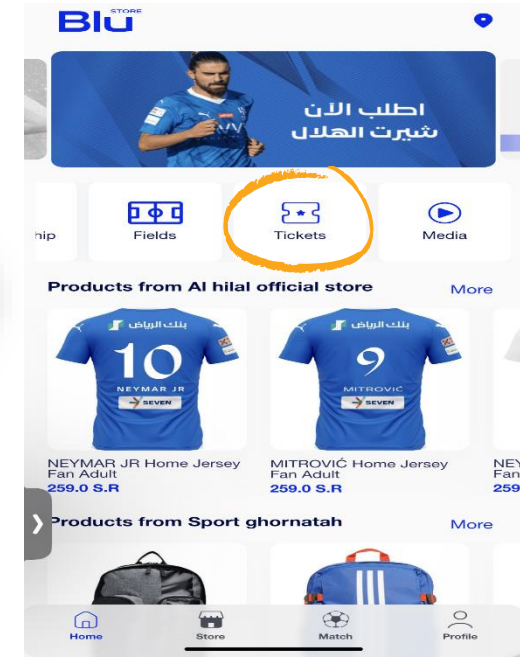 Blu STORE
اطلب الآن
شيرت الهلال
hip
Fields
Tickets
Media
Products from Al hilal official store
More
بنك الرياض
10
NEYMAR JR
SEVEN
بنك الرياض
9
MITROVIĆ
SEVEN
NEYMAR JR Home Jersey
Fan Adult
259.0 S.R
MITROVIĆ Home Jersey
Fan Adult
259.0 S.R
NEY
Fan
259
Products from Sport ghornatah
More
Home
Store
Match
Profile